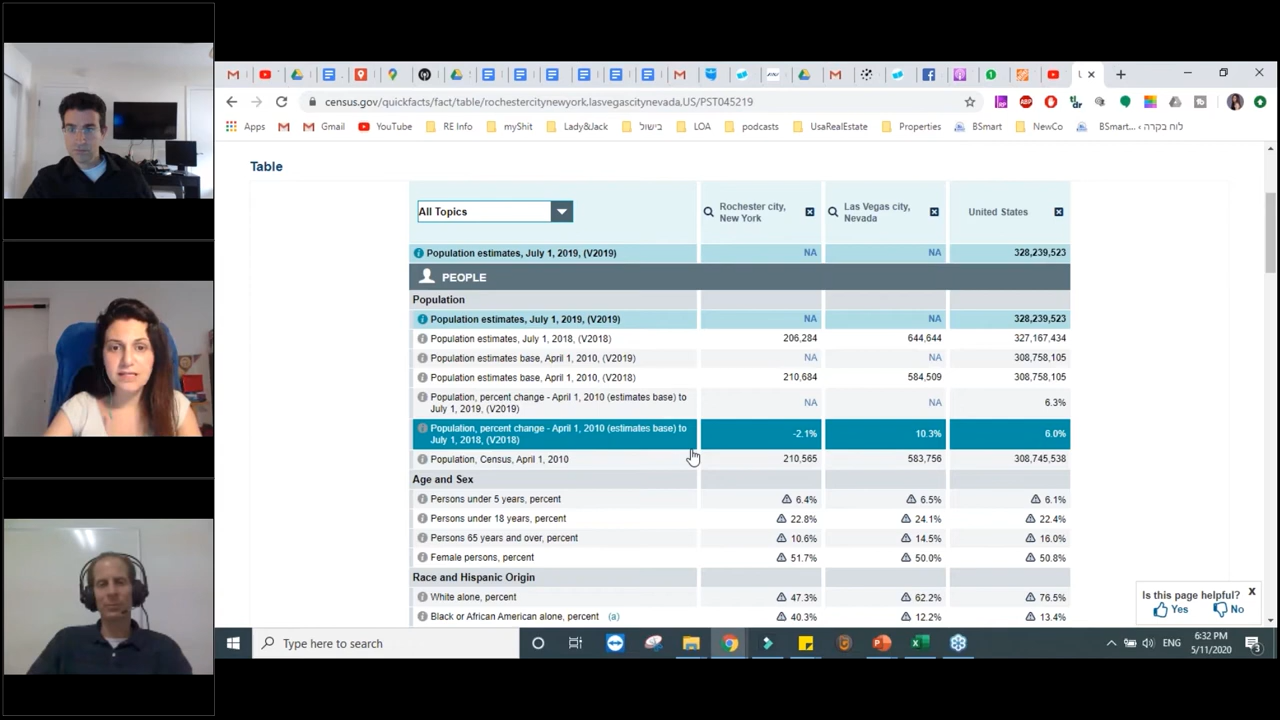 census.gov/quickfacts/fact/table/rochestercitynewyork,lasvegascitynevada,US/PST045219
Apps Gmail YouTube RE Info myShit Lady&Jack בישול LOA podcasts UsaRealEstate Properties BSmart NewCo BSmart... ‹ לוח בקרה
Table
All Topics
Rochester city, New York
Las Vegas city, Nevada
United States
Population estimates, July 1, 2019, (V2019) NA NA 328,239,523
PEOPLE
Population
Population estimates, July 1, 2019, (V2019) NA NA 328,239,523
Population estimates, July 1, 2018, (V2018) 206,284 644,644 327,167,434
Population estimates base, April 1, 2010, (V2019) NA NA 308,758,105
Population estimates base, April 1, 2010, (V2018) 210,684 584,509 308,758,105
Population, percent change - April 1, 2010 (estimates base) to
July 1, 2019, (V2019) NA NA 6.3%
Population, percent change - April 1, 2010 (estimates base) to
July 1, 2018, (V2018) -2.1% 10.3% 6.0%
Population, Census, April 1, 2010 210,565 583,756 308,745,538
Age and Sex
Persons under 5 years, percent 6.4% 6.5% 6.1%
Persons under 18 years, percent 22.8% 24.1% 22.4%
Persons 65 years and over, percent 10.6% 14.5% 16.0%
Female persons, percent 51.7% 50.0% 50.8%
Race and Hispanic Origin
White alone, percent 47.3% 62.2% 76.5%
Black or African American alone, percent (a) 40.3% 12.2% 13.4%
Is this page helpful? X
Yes No
Type here to search
ENG
6:32 PM
5/11/2020
3